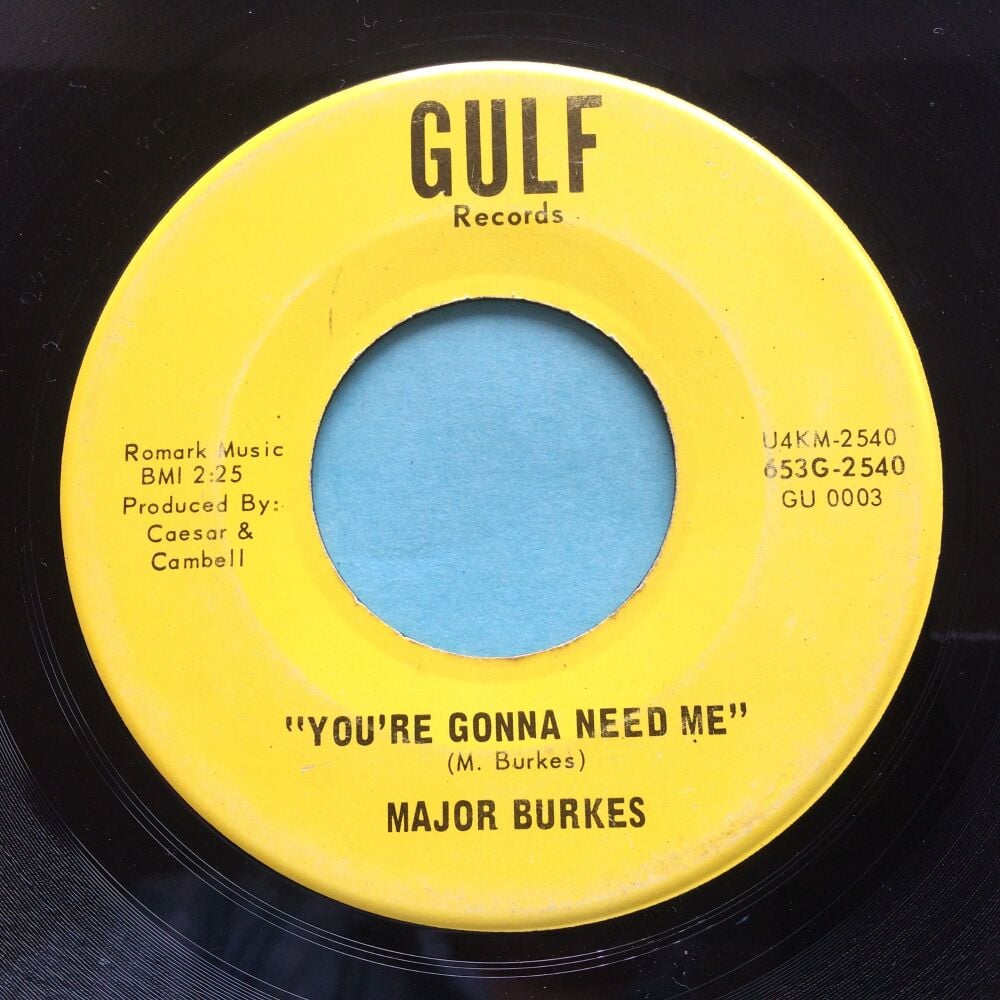 GULF
Records
Romark Music
BMI 2:25
Produced By:
Caesar &
Cambell
U4KM-2540
653G-2540
GU 0003
"YOU'RE GONNA NEED ME"
(M. Burkes)
MAJOR BURKES